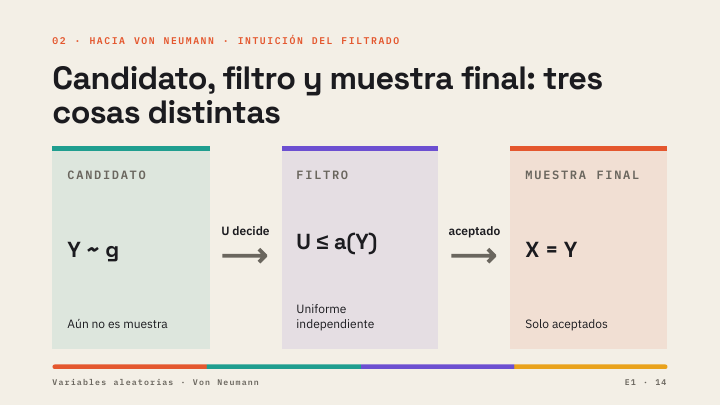 02 · HACIA VON NEUMANN · INTUICIÓN DEL FILTRADO
Candidato, filtro y muestra final: tres
cosas distintas
CANDIDATO
Y ~ g
Aún no es muestra
U decide
FILTRO
U ≤ a(Y)
Uniforme
independiente
aceptado
MUESTRA FINAL
X = Y
Solo aceptados
Variables aleatorias · Von Neumann
E1 · 14